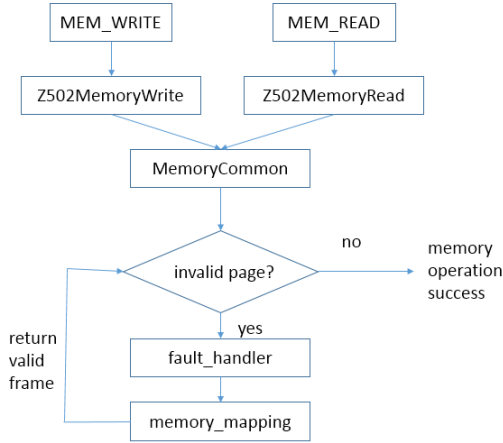 MEM_WRITE
MEM_READ
Z502MemoryWrite
Z502MemoryRead
MemoryCommon
invalid page?
no
memory
operation
success
yes
return
valid
frame
fault_handler
memory_mapping